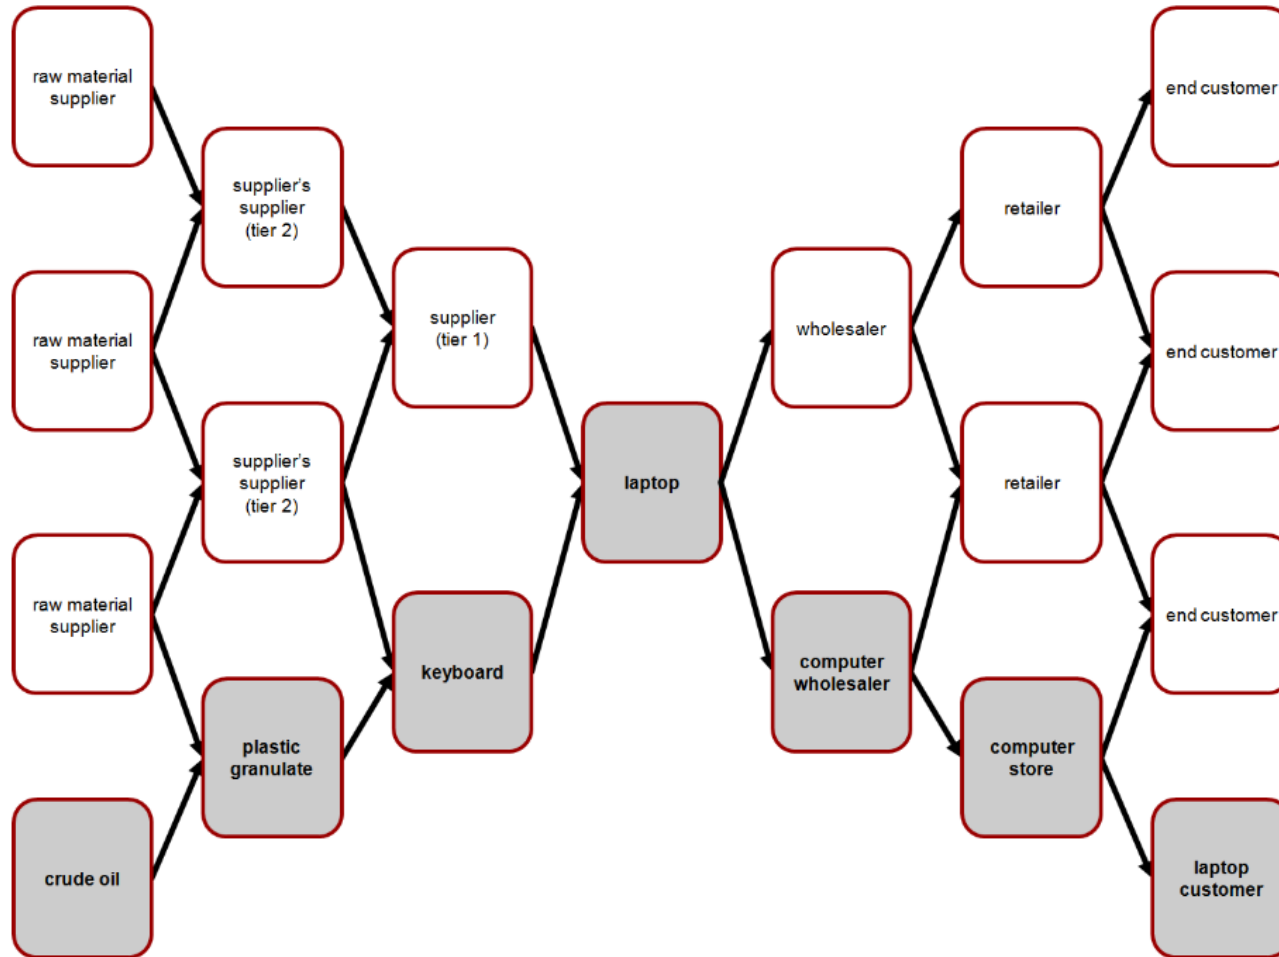 raw material
supplier
raw material
supplier
raw material
supplier
crude oil
supplier's
supplier
(tier 2)
supplier's
supplier
(tier 2)
plastic
granulate
supplier
(tier 1)
keyboard
laptop
wholesaler
computer
wholesaler
retailer
retailer
computer
store
end customer
end customer
end customer
laptop
customer